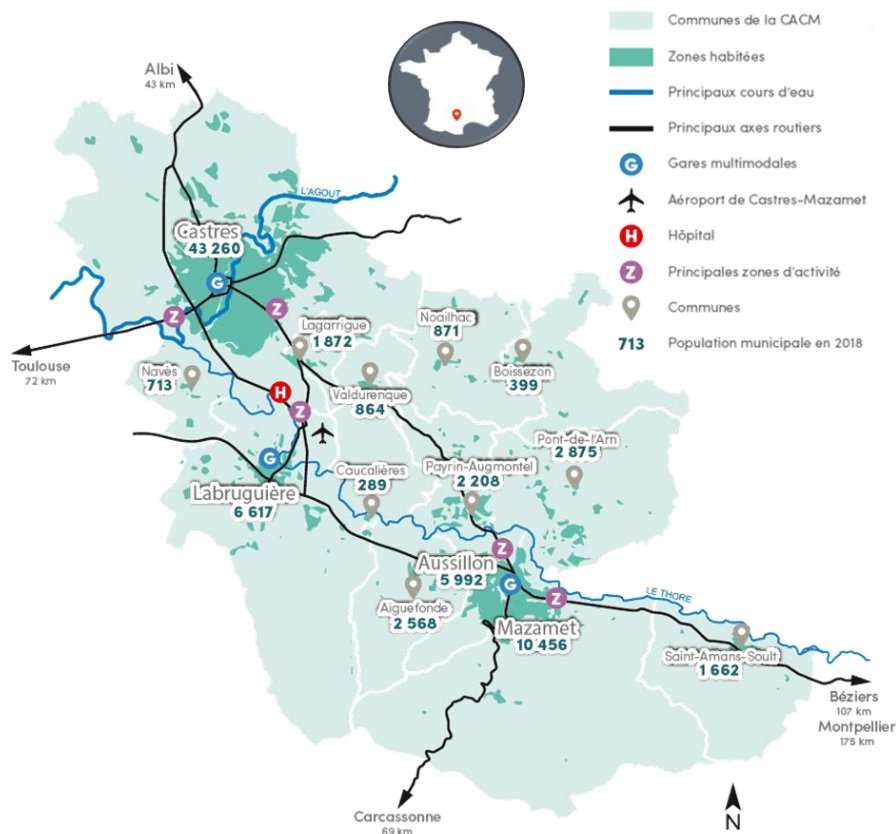 Communes de la CACM
Zones habitées
Principaux cours d'eau
Principaux axes routiers
G Gares multimodales
Aéroport de Castres-Mazamet
H Hôpital
Z Principales zones d'activité
Communes
713 Population municipale en 2018
Albi
43 km
L'AGOUT
Castres
43 260
G
Z
Z
Toulouse
72 km
Lagarrigue
1 872
Noailhac
871
Boissezon
399
Navès
713
Valdurenque
864
H
Z
G
Labruguière
6 617
Caucalières
289
Payrin-Augmontel
2 208
Pont-de-l'Arn
2 875
Z
Aussillon
5 992
G
Z
LE THORE
Aiguefonde
2 568
Mazamet
10 456
Saint-Amans-Soult
1 662
Béziers
107 km
Montpellier
175 km
Carcassonne
69 km
N